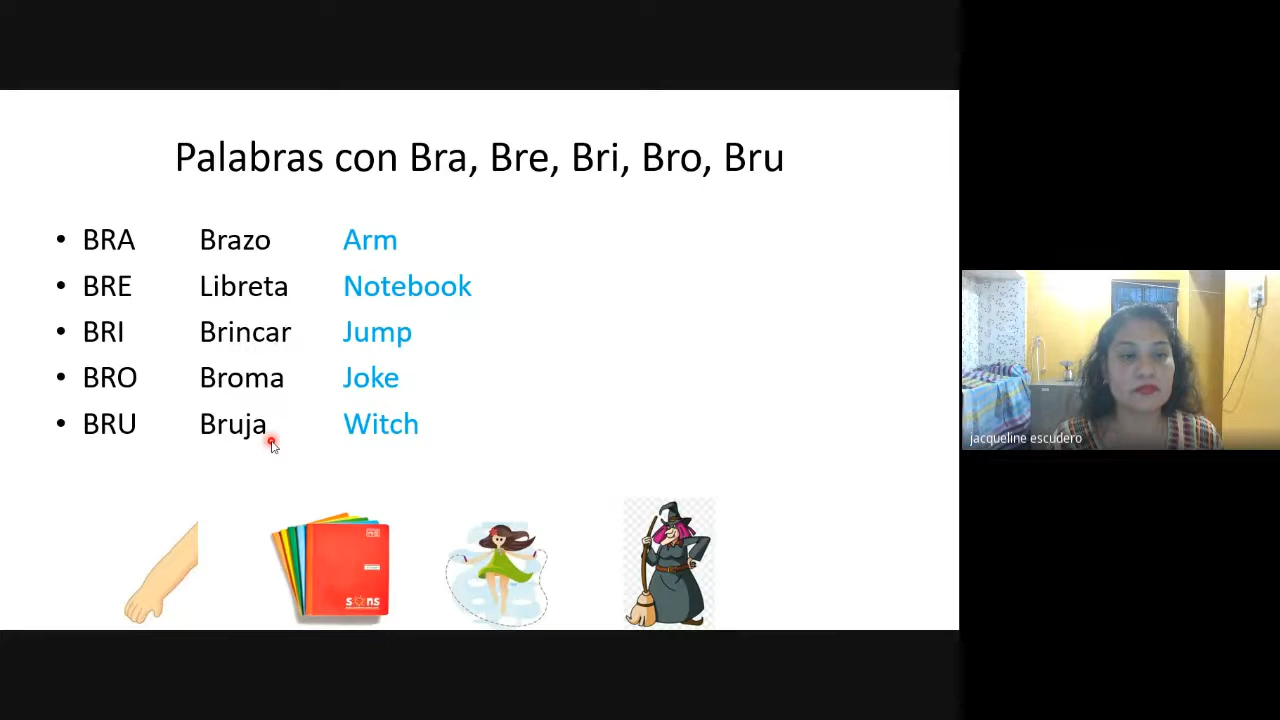 Palabras con Bra, Bre, Bri, Bro, Bru
• BRA Brazo Arm
• BRE Libreta Notebook
• BRI Brincar Jump
• BRO Broma Joke
• BRU Bruja Witch
jacqueline escudero